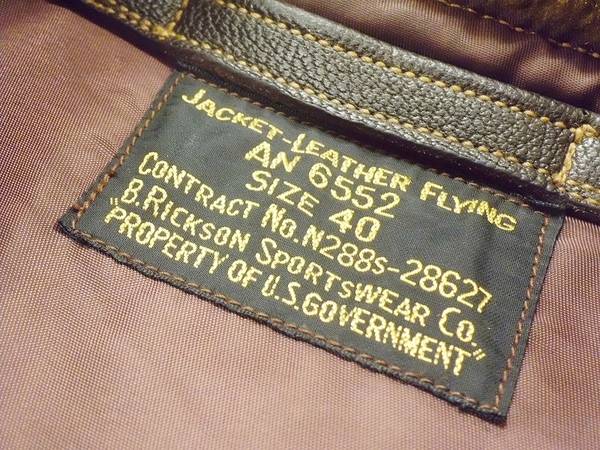 JACKET-LEATHER FLYING
AN 6552
SIZE 40
CONTRACT NO. N288S-28627
B. RICKSON SPORTSWEAR CO.
"PROPERTY OF U.S. GOVERNMENT"